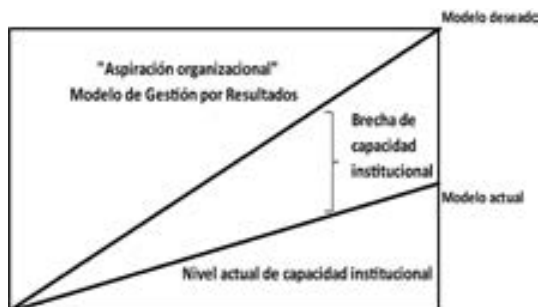 Modelo deseado
"Aspiración organizacional"
Modelo de Gestión por Resultados
Brecha de
capacidad
institucional
Modelo actual
Nivel actual de capacidad institucional